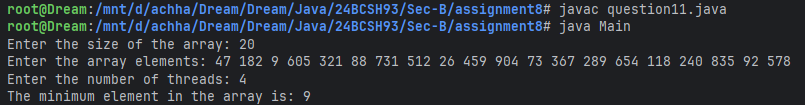 root@Dream:/mnt/d/achha/Dream/Dream/Java/24BCSH93/Sec-B/assignment8# javac question11.java
root@Dream:/mnt/d/achha/Dream/Dream/Java/24BCSH93/Sec-B/assignment8# java Main
Enter the size of the array: 20
Enter the array elements: 47 182 9 605 321 88 731 512 26 459 904 73 367 289 654 118 240 835 92 578
Enter the number of threads: 4
The minimum element in the array is: 9